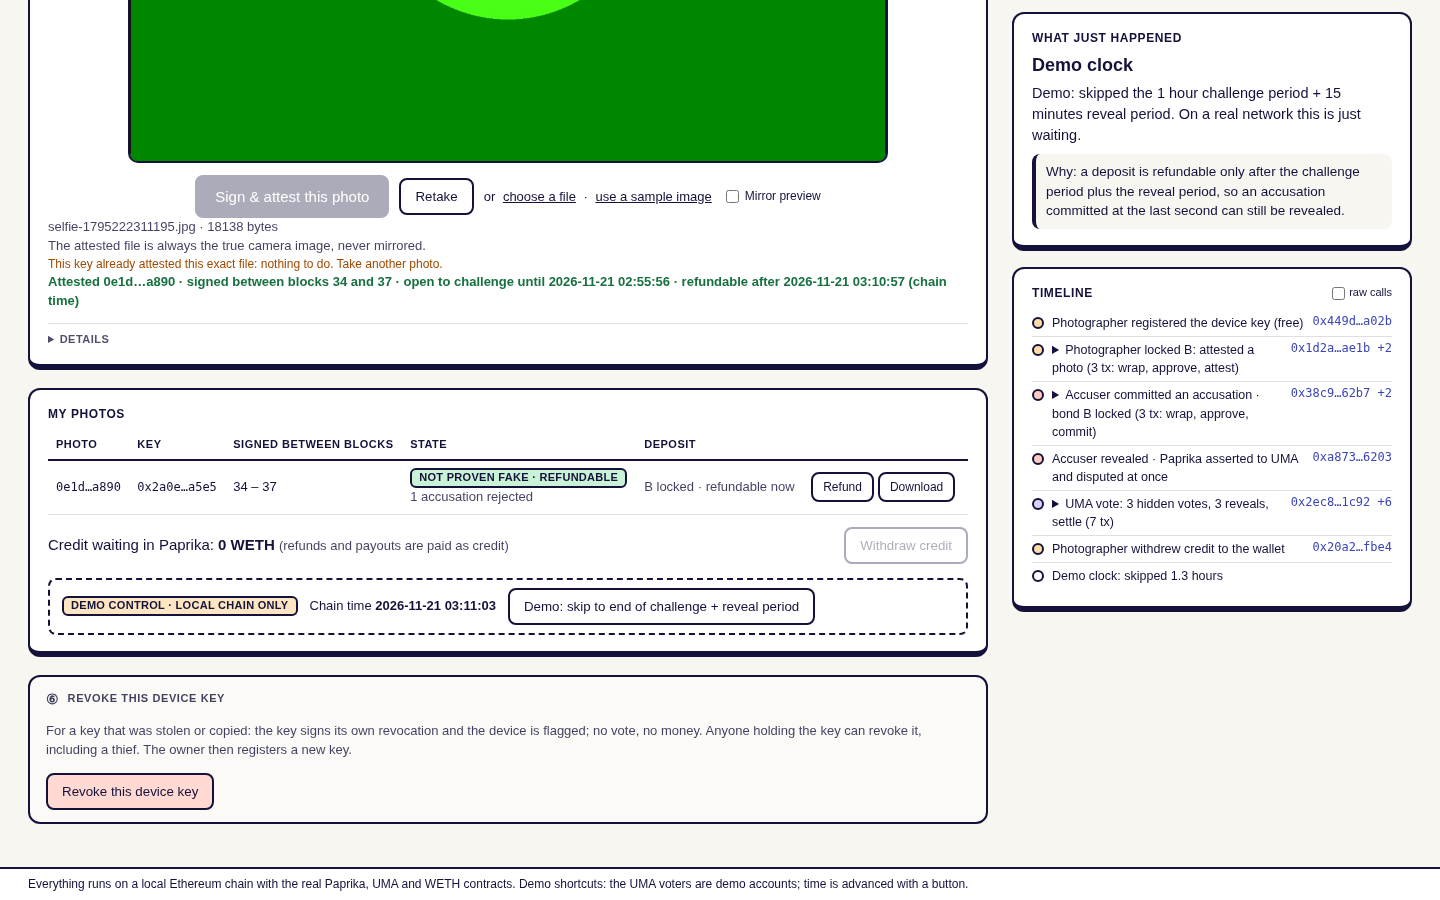 Sign & attest this photo
Retake
or choose a file · use a sample image
Mirror preview
selfie-1795222311195.jpg · 18138 bytes
The attested file is always the true camera image, never mirrored.
This key already attested this exact file: nothing to do. Take another photo.
Attested 0e1d…a890 · signed between blocks 34 and 37 · open to challenge until 2026-11-21 02:55:56 · refundable after 2026-11-21 03:10:57 (chain
time)
DETAILS
MY PHOTOS
PHOTO KEY SIGNED BETWEEN BLOCKS STATE DEPOSIT
0e1d…a890 0x2a0e…a5e5 34 – 37 NOT PROVEN FAKE · REFUNDABLE
1 accusation rejected
B locked · refundable now Refund Download
Credit waiting in Paprika: 0 WETH (refunds and payouts are paid as credit)
Withdraw credit
DEMO CONTROL · LOCAL CHAIN ONLY Chain time 2026-11-21 03:11:03 Demo: skip to end of challenge + reveal period
⑥ REVOKE THIS DEVICE KEY
For a key that was stolen or copied: the key signs its own revocation and the device is flagged; no vote, no money. Anyone holding the key can revoke it,
including a thief. The owner then registers a new key.
Revoke this device key
WHAT JUST HAPPENED
Demo clock
Demo: skipped the 1 hour challenge period + 15
minutes reveal period. On a real network this is just
waiting.
Why: a deposit is refundable only after the challenge
period plus the reveal period, so an accusation
committed at the last second can still be revealed.
TIMELINE
raw calls
Photographer registered the device key (free) 0x449d…a02b
Photographer locked B: attested a 0x1d2a…ae1b +2
photo (3 tx: wrap, approve, attest)
Accuser committed an accusation · 0x38c9…62b7 +2
bond B locked (3 tx: wrap, approve,
commit)
Accuser revealed · Paprika asserted to UMA 0xa873…6203
and disputed at once
UMA vote: 3 hidden votes, 3 reveals, 0x2ec8…1c92 +6
settle (7 tx)
Photographer withdrew credit to the wallet 0x20a2…fbe4
Demo clock: skipped 1.3 hours
Everything runs on a local Ethereum chain with the real Paprika, UMA and WETH contracts. Demo shortcuts: the UMA voters are demo accounts; time is advanced with a button.